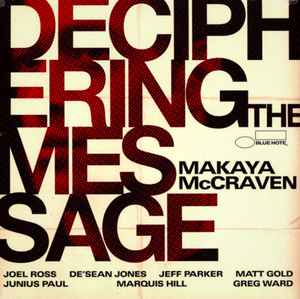 DECIPH
ERING THE
MES
SAGE
BLUE NOTE
MAKAYA
McCRAVEN
JOEL ROSS DE'SEAN JONES JEFF PARKER MATT GOLD
JUNIUS PAUL MARQUIS HILL GREG WARD